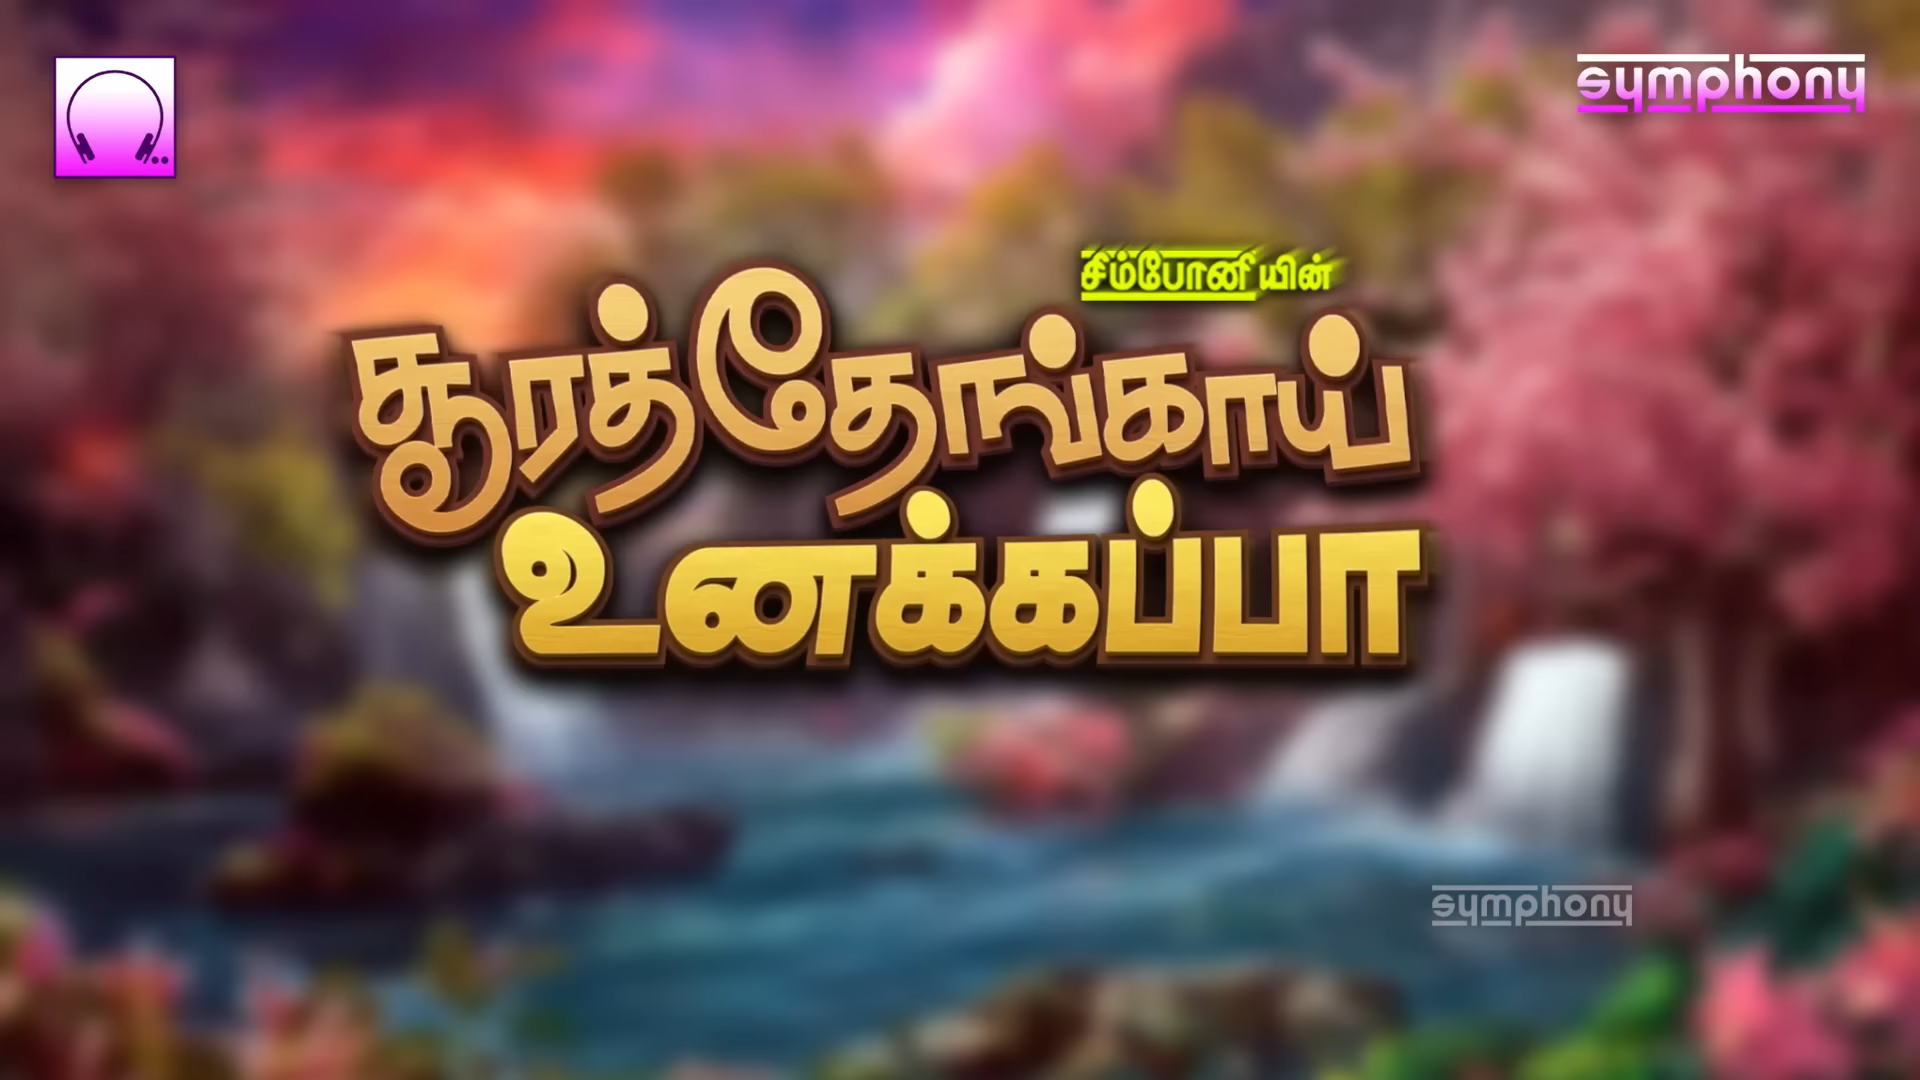 symphony
சிம்போனியின்
சூரத்தேங்காய்
உனக்கப்பா
symphony